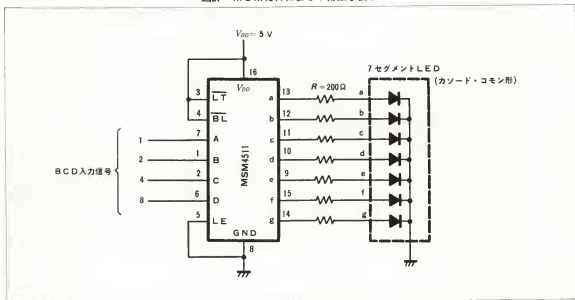 V_DD = 5 V
16
V_DD
3 L̅T̅
4 B̅L̅
7 A
1 B
2 C
6 D
5 LE
MSM4511
GND
8
BCD入力信号
1
2
4
8
a 13
b 12
c 11
d 10
e 9
f 15
g 14
R = 200Ω
a
b
c
d
e
f
g
7セグメントLED
(カソード・コモン形)